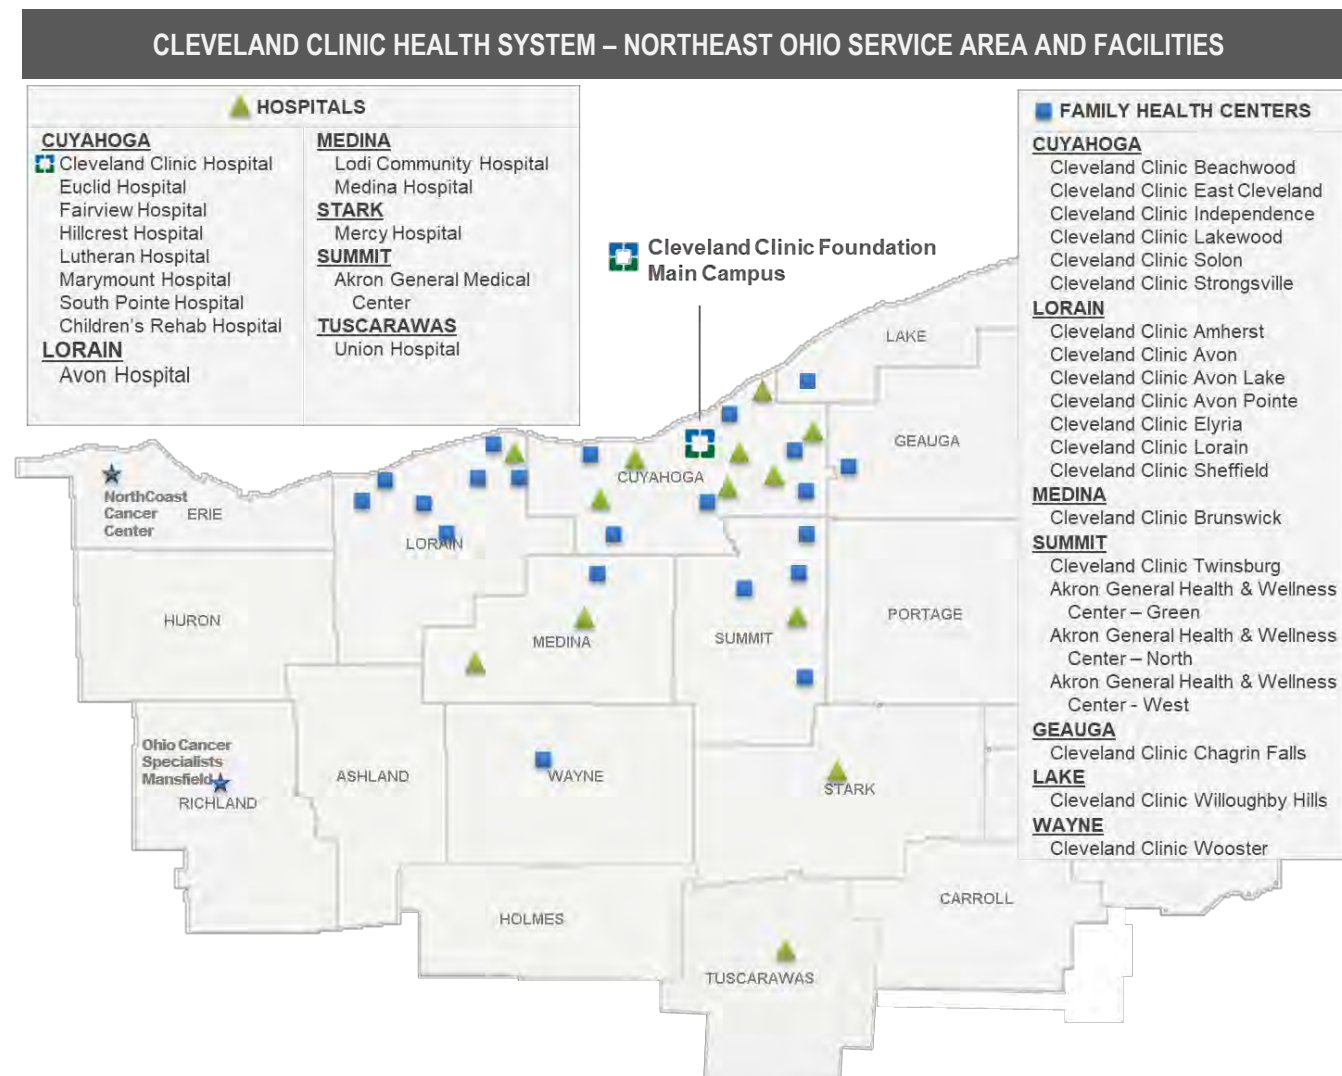 CLEVELAND CLINIC HEALTH SYSTEM – NORTHEAST OHIO SERVICE AREA AND FACILITIES
HOSPITALS
CUYAHOGA
Cleveland Clinic Hospital
Euclid Hospital
Fairview Hospital
Hillcrest Hospital
Lutheran Hospital
Marymount Hospital
South Pointe Hospital
Children's Rehab Hospital
LORAIN
Avon Hospital
MEDINA
Lodi Community Hospital
Medina Hospital
STARK
Mercy Hospital
SUMMIT
Akron General Medical
Center
TUSCARAWAS
Union Hospital
Cleveland Clinic Foundation
Main Campus
FAMILY HEALTH CENTERS
CUYAHOGA
Cleveland Clinic Beachwood
Cleveland Clinic East Cleveland
Cleveland Clinic Independence
Cleveland Clinic Lakewood
Cleveland Clinic Solon
Cleveland Clinic Strongsville
LORAIN
Cleveland Clinic Amherst
Cleveland Clinic Avon
Cleveland Clinic Avon Lake
Cleveland Clinic Avon Pointe
Cleveland Clinic Elyria
Cleveland Clinic Lorain
Cleveland Clinic Sheffield
MEDINA
Cleveland Clinic Brunswick
SUMMIT
Cleveland Clinic Twinsburg
Akron General Health & Wellness
Center – Green
Akron General Health & Wellness
Center – North
Akron General Health & Wellness
Center - West
GEAUGA
Cleveland Clinic Chagrin Falls
LAKE
Cleveland Clinic Willoughby Hills
WAYNE
Cleveland Clinic Wooster
LAKE
GEAUGA
CUYAHOGA
NorthCoast
Cancer
Center
ERIE
LORAIN
HURON
MEDINA
SUMMIT
PORTAGE
Ohio Cancer
Specialists
Mansfield
RICHLAND
ASHLAND
WAYNE
STARK
HOLMES
CARROLL
TUSCARAWAS